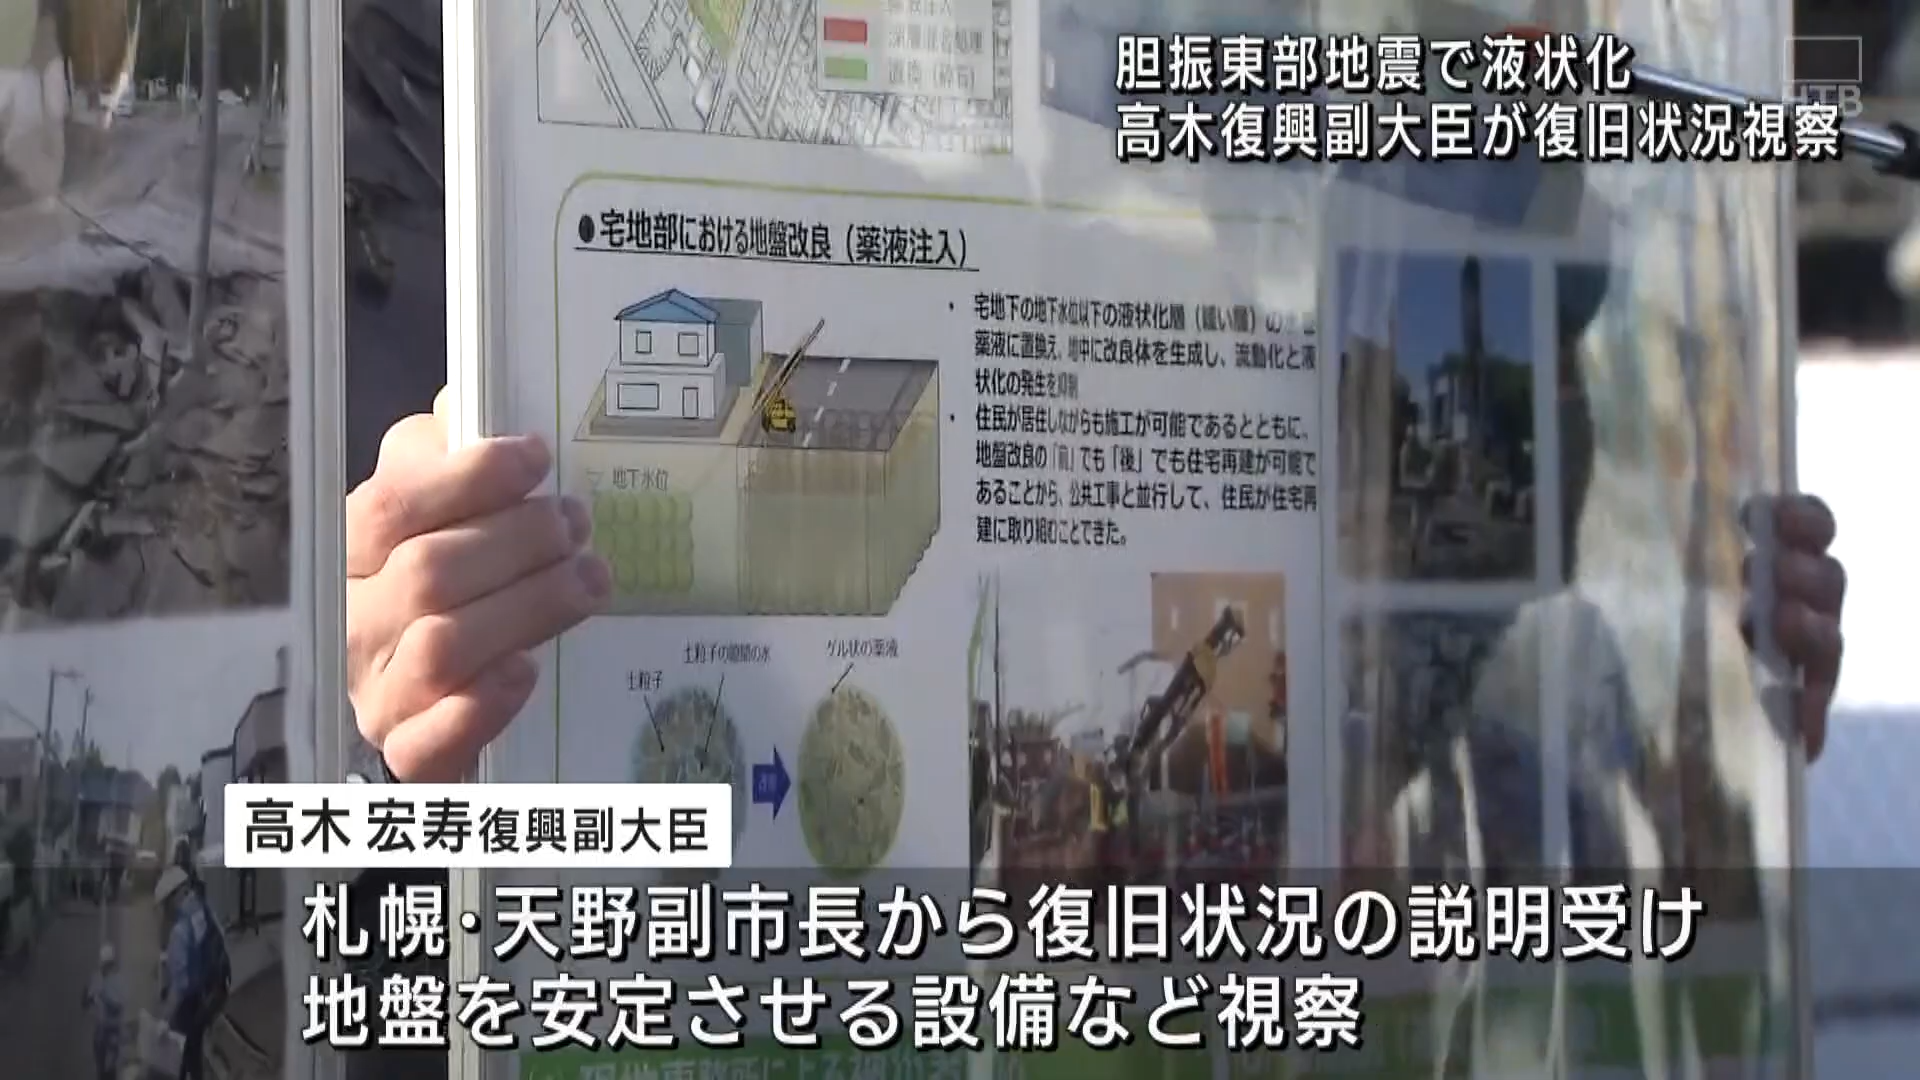 胆振東部地震で液状化
高木復興副大臣が復旧状況視察
HTB
置換(砕石)
●宅地部における地盤改良(薬液注入)
・ 宅地下の地下水位以下の液状化層(緩い層)の
薬液に置換え、地中に改良体を生成し、流動化と液
状化の発生を抑制
・ 住民が居住しながらも施工が可能であるとともに、
地盤改良の「前」でも「後」でも住宅再建が可能で
あることから、公共工事と並行して、住民が住宅再
建に取り組むことできた。
地下水位
土粒子の間隙の水
ゲル状の薬液
土粒子
高木 宏寿復興副大臣
札幌・天野副市長から復旧状況の説明受け
地盤を安定させる設備など視察